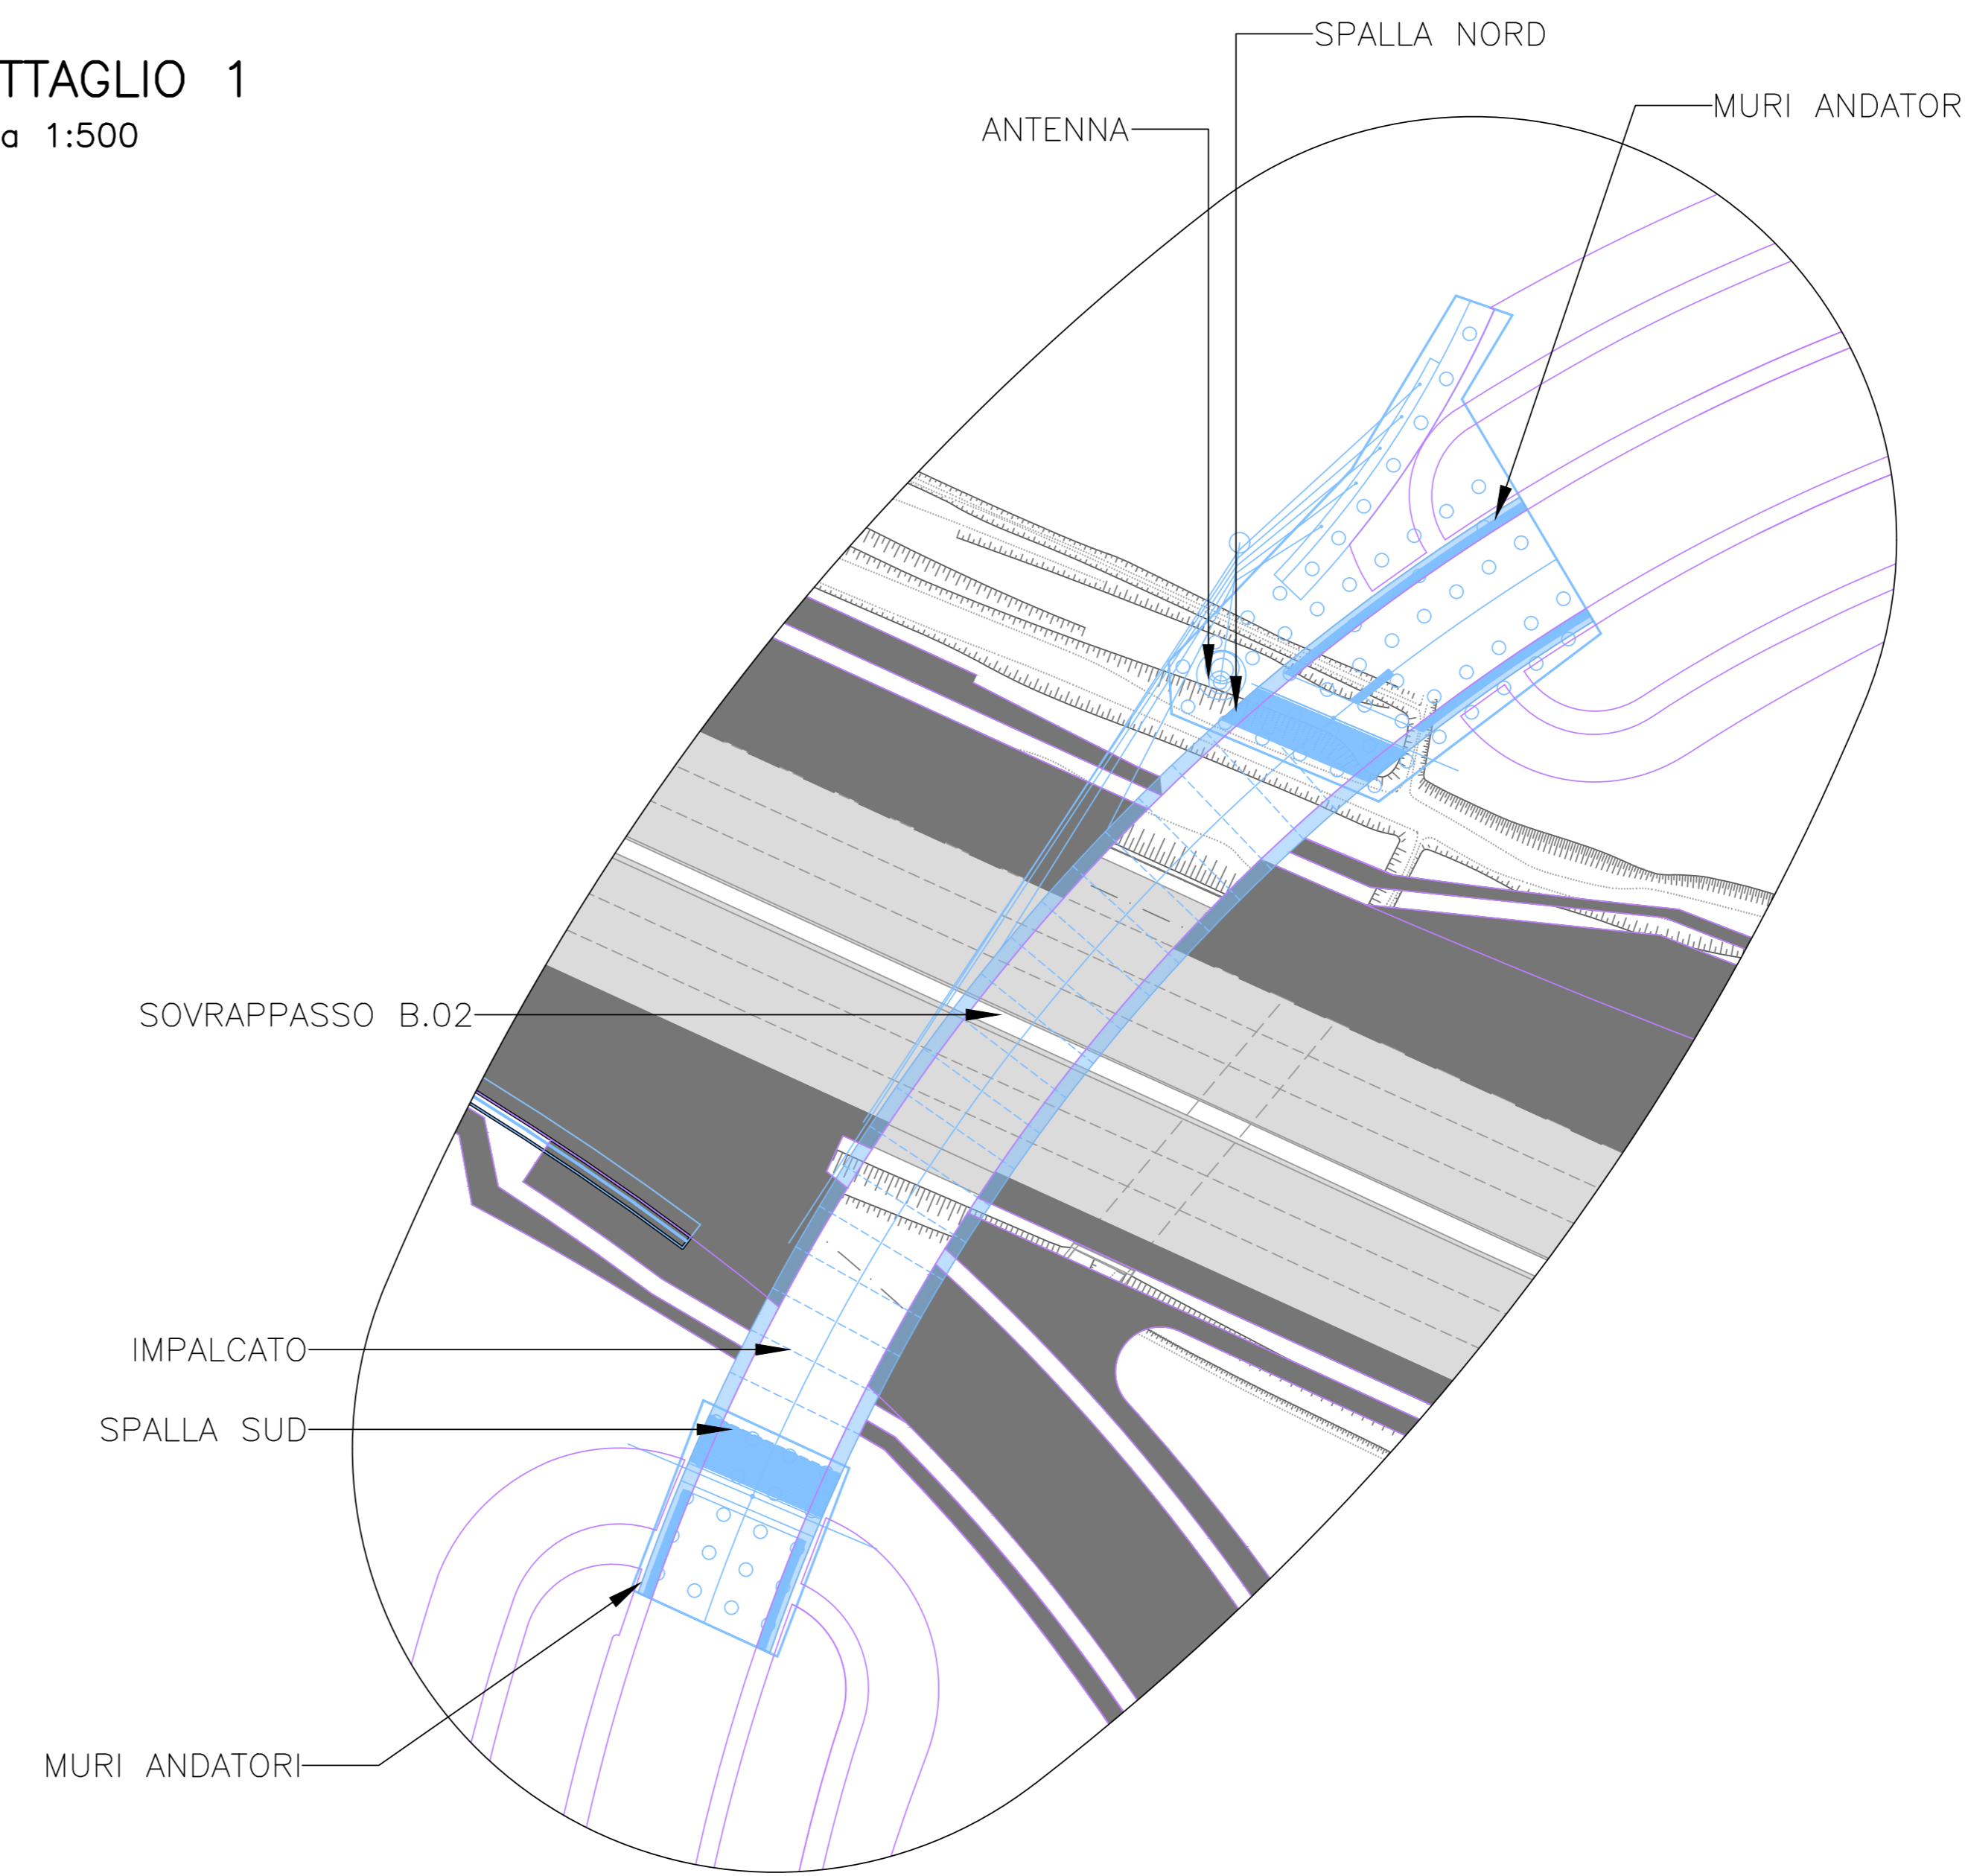 SPALLA NORD
TTAGLIO 1
a 1:500
MURI ANDATOR
ANTENNA
SOVRAPPASSO B.02
IMPALCATO
SPALLA SUD
MURI ANDATORI